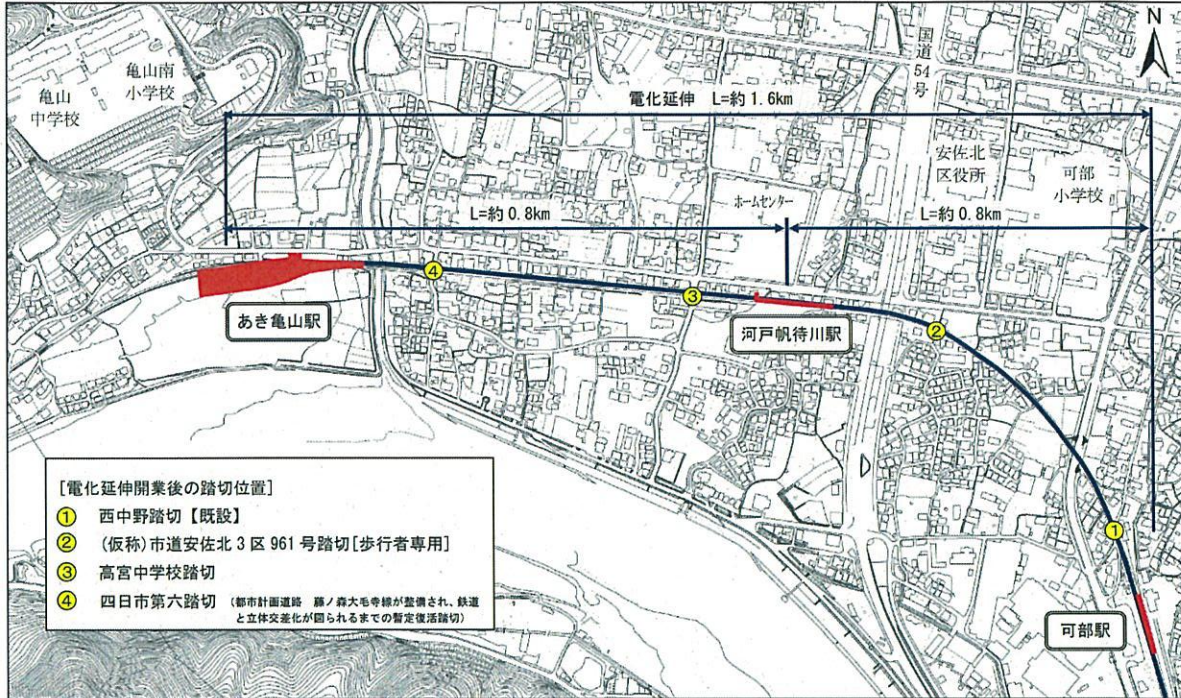 N
国道54号
亀山南
小学校
亀山
中学校
電化延伸 L=約1.6km
安佐北
区役所
可部
小学校
L=約0.8km
ホームセンター
L=約0.8km
④
③
②
①
あき亀山駅
河戸帆待川駅
可部駅
[電化延伸開業後の踏切位置]
① 西中野踏切【既設】
② (仮称)市道安佐北3区961号踏切[歩行者専用]
③ 高宮中学校踏切
④ 四日市第六踏切 (都市計画道路 藤ノ森大毛寺線が整備され、鉄道
と立体交差化が図られるまでの暫定復活踏切)